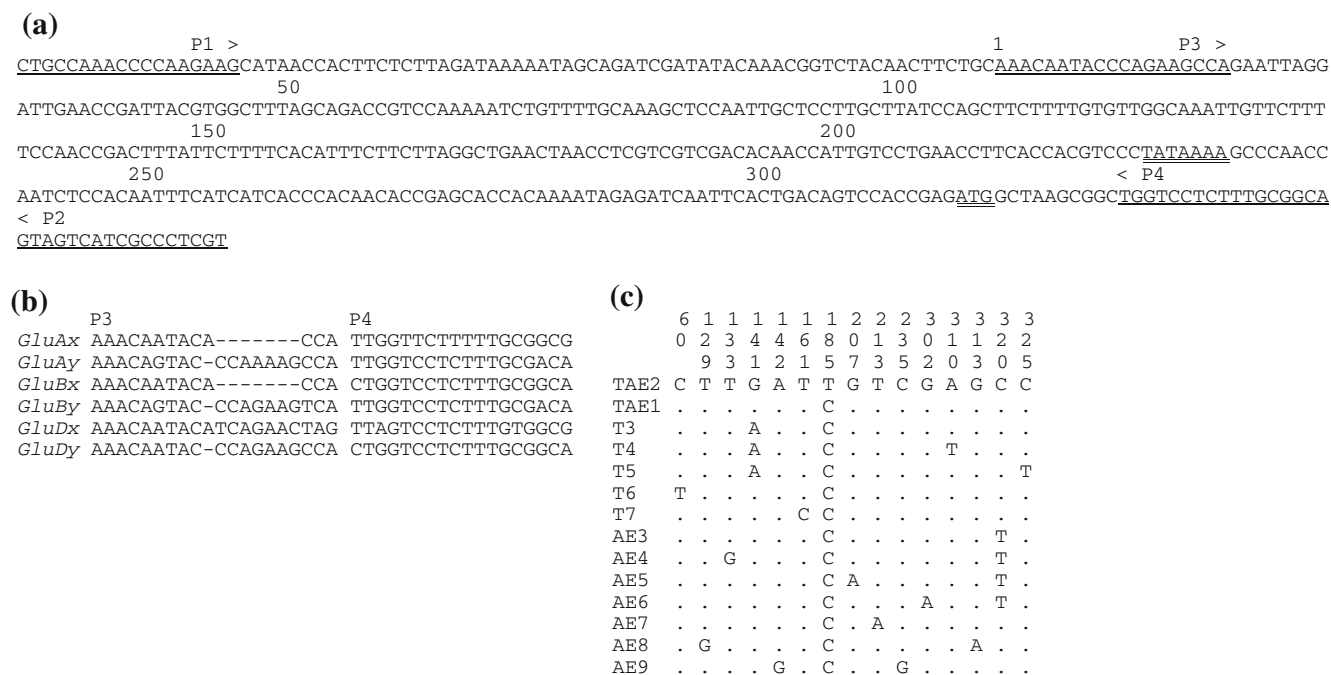 (a)
P1 > 1 P3 >
CTGCCAAACCCCAAGAAGCATAACCACTTCTCTTAGATAAAAATAGCAGATCGATATACAAACGGTCTACAACTTCTGCAAACAATACCCAGAAGCCAGAATTAGG
50 100
ATTGAACCGATTACGTGGCTTTAGCAGACCGTCCAAAAATCTGTTTTGCAAAGCTCCAATTGCTCCTTGCTTATCCAGCTTCTTTTGTGTTGGCAAATTGTTCTTT
150 200
TCCAACCGACTTTATTCTTTTCACATTTCTTCTTAGGCTGAACTAACCTCGTCGTCGACACAACCATTGTCCTGAACCTTCACCACGTCCCTATAAAAGCCCAACC
250 300 < P4
AATCTCCACAATTTCATCATCACCCACAACACCGAGCACCACAAAATAGAGATCAATTCACTGACAGTCCACCGAGATGGCTAAGCGGCTGGTCCTCTTTGCGGCA
< P2
GTAGTCATCGCCCTCGT
(b)
P3 P4
GluAx AAACAATACA-------CCA TTGGTTCTTTTTGCGGCG
GluAy AAACAGTAC-CCAAAAGCCA TTGGTCCTCTTTGCGACA
GluBx AAACAATACA-------CCA CTGGTCCTCTTTGCGGCA
GluBy AAACAGTAC-CCAGAAGTCA TTGGTCCTCTTTGCGACA
GluDx AAACAATACATCAGAACTAG TTAGTCCTCTTTGTGGCG
GluDy AAACAATAC-CCAGAAGCCA CTGGTCCTCTTTGCGGCA
(c)
6 1 1 1 1 1 1 2 2 2 3 3 3 3 3
0 2 3 4 4 6 8 0 1 3 0 1 1 2 2
9 3 1 2 1 5 7 3 5 2 0 3 0 5
TAE2 C T T G A T T G T C G A G C C
TAE1 . . . . . . C . . . . . . . .
T3 . . . A . . C . . . . . . . .
T4 . . . A . . C . . . . T . . .
T5 . . . A . . C . . . . . . . T
T6 T . . . . . C . . . . . . . .
T7 . . . . . C C . . . . . . . .
AE3 . . . . . . C . . . . . . T .
AE4 . . G . . . C . . . . . . T .
AE5 . . . . . . C A . . . . . T .
AE6 . . . . . . C . . . A . . T .
AE7 . . . . . . C . A . . . . . .
AE8 . G . . . . C . . . . . A . .
AE9 . . . . G . C . . G . . . . .